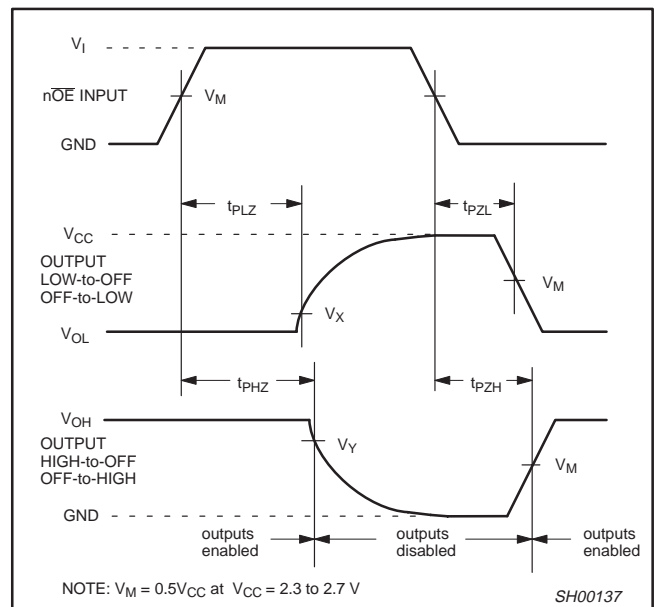 V_I
nOE INPUT
V_M
GND
t_PLZ
t_PZL
V_CC
OUTPUT
LOW-to-OFF
OFF-to-LOW
V_M
V_X
V_OL
t_PHZ
t_PZH
V_OH
OUTPUT
HIGH-to-OFF
OFF-to-HIGH
V_Y
V_M
GND
outputs
enabled
outputs
disabled
outputs
enabled
NOTE: V_M = 0.5V_CC at V_CC = 2.3 to 2.7 V
SH00137